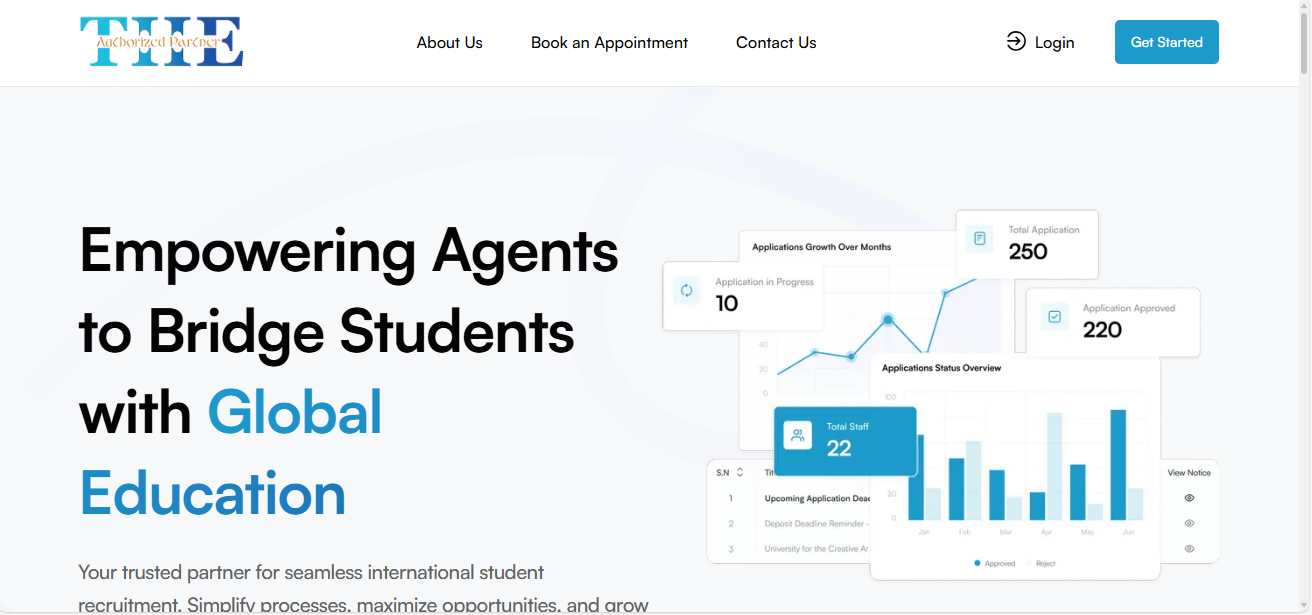 THE
Authorized Partner
About Us
Book an Appointment
Contact Us
Login
Get Started
Empowering Agents
to Bridge Students
with Global
Education
Your trusted partner for seamless international student
recruitment. Simplify processes, maximize opportunities, and grow
Applications Growth Over Months
Total Application
250
Application in Progress
10
Application Approved
220
40
20
0
Applications Status Overview
100
20
0
Jan Feb Mar Apr May Jun
Approved Reject
Total Staff
22
S.N Tit View Notice
1 Upcoming Application Dead
2 Deposit Deadline Reminder -
3 University for the Creative Ar